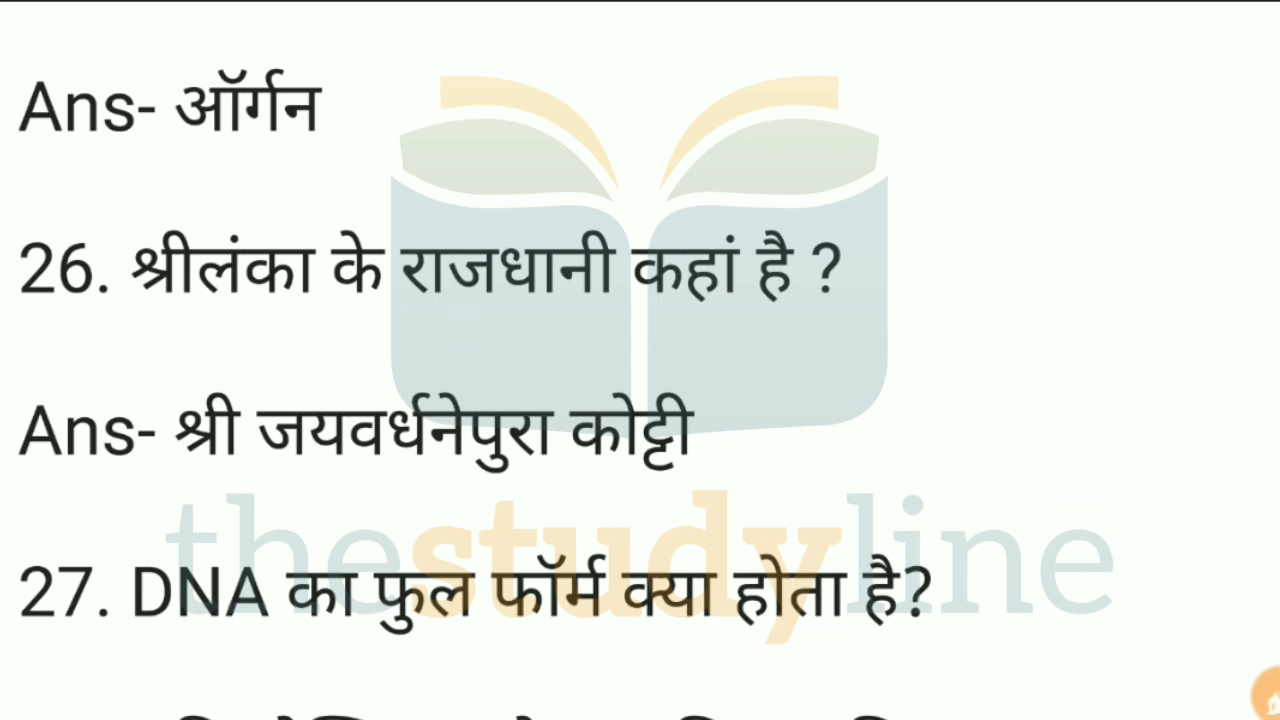 Ans- ऑर्गन
26. श्रीलंका के राजधानी कहां है ?
Ans- श्री जयवर्धनेपुरा कोट्टी
thestudyline
27. DNA का फुल फॉर्म क्या होता है?